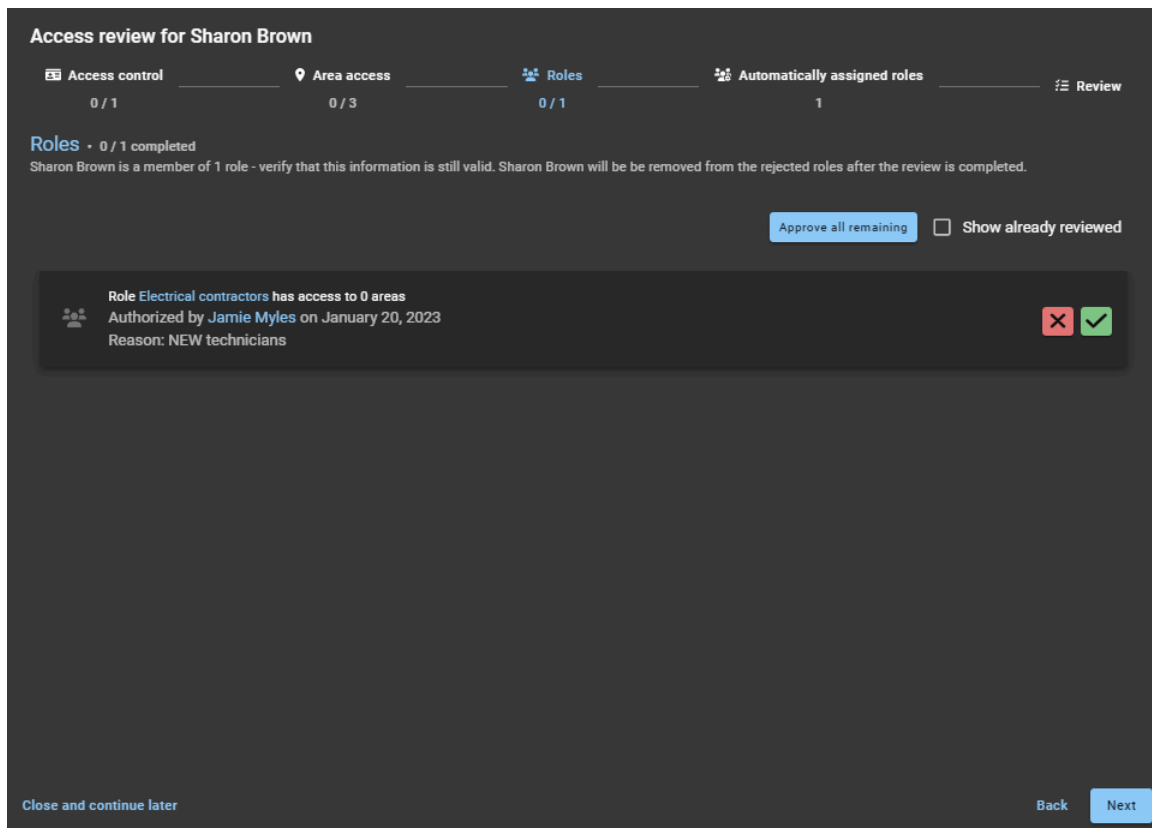 Access review for Sharon Brown
Access control
0 / 1
Area access
0 / 3
Roles
0 / 1
Automatically assigned roles
1
Review
Roles • 0 / 1 completed
Sharon Brown is a member of 1 role - verify that this information is still valid. Sharon Brown will be be removed from the rejected roles after the review is completed.
Approve all remaining
Show already reviewed
Role Electrical contractors has access to 0 areas
Authorized by Jamie Myles on January 20, 2023
Reason: NEW technicians
Close and continue later
Back
Next